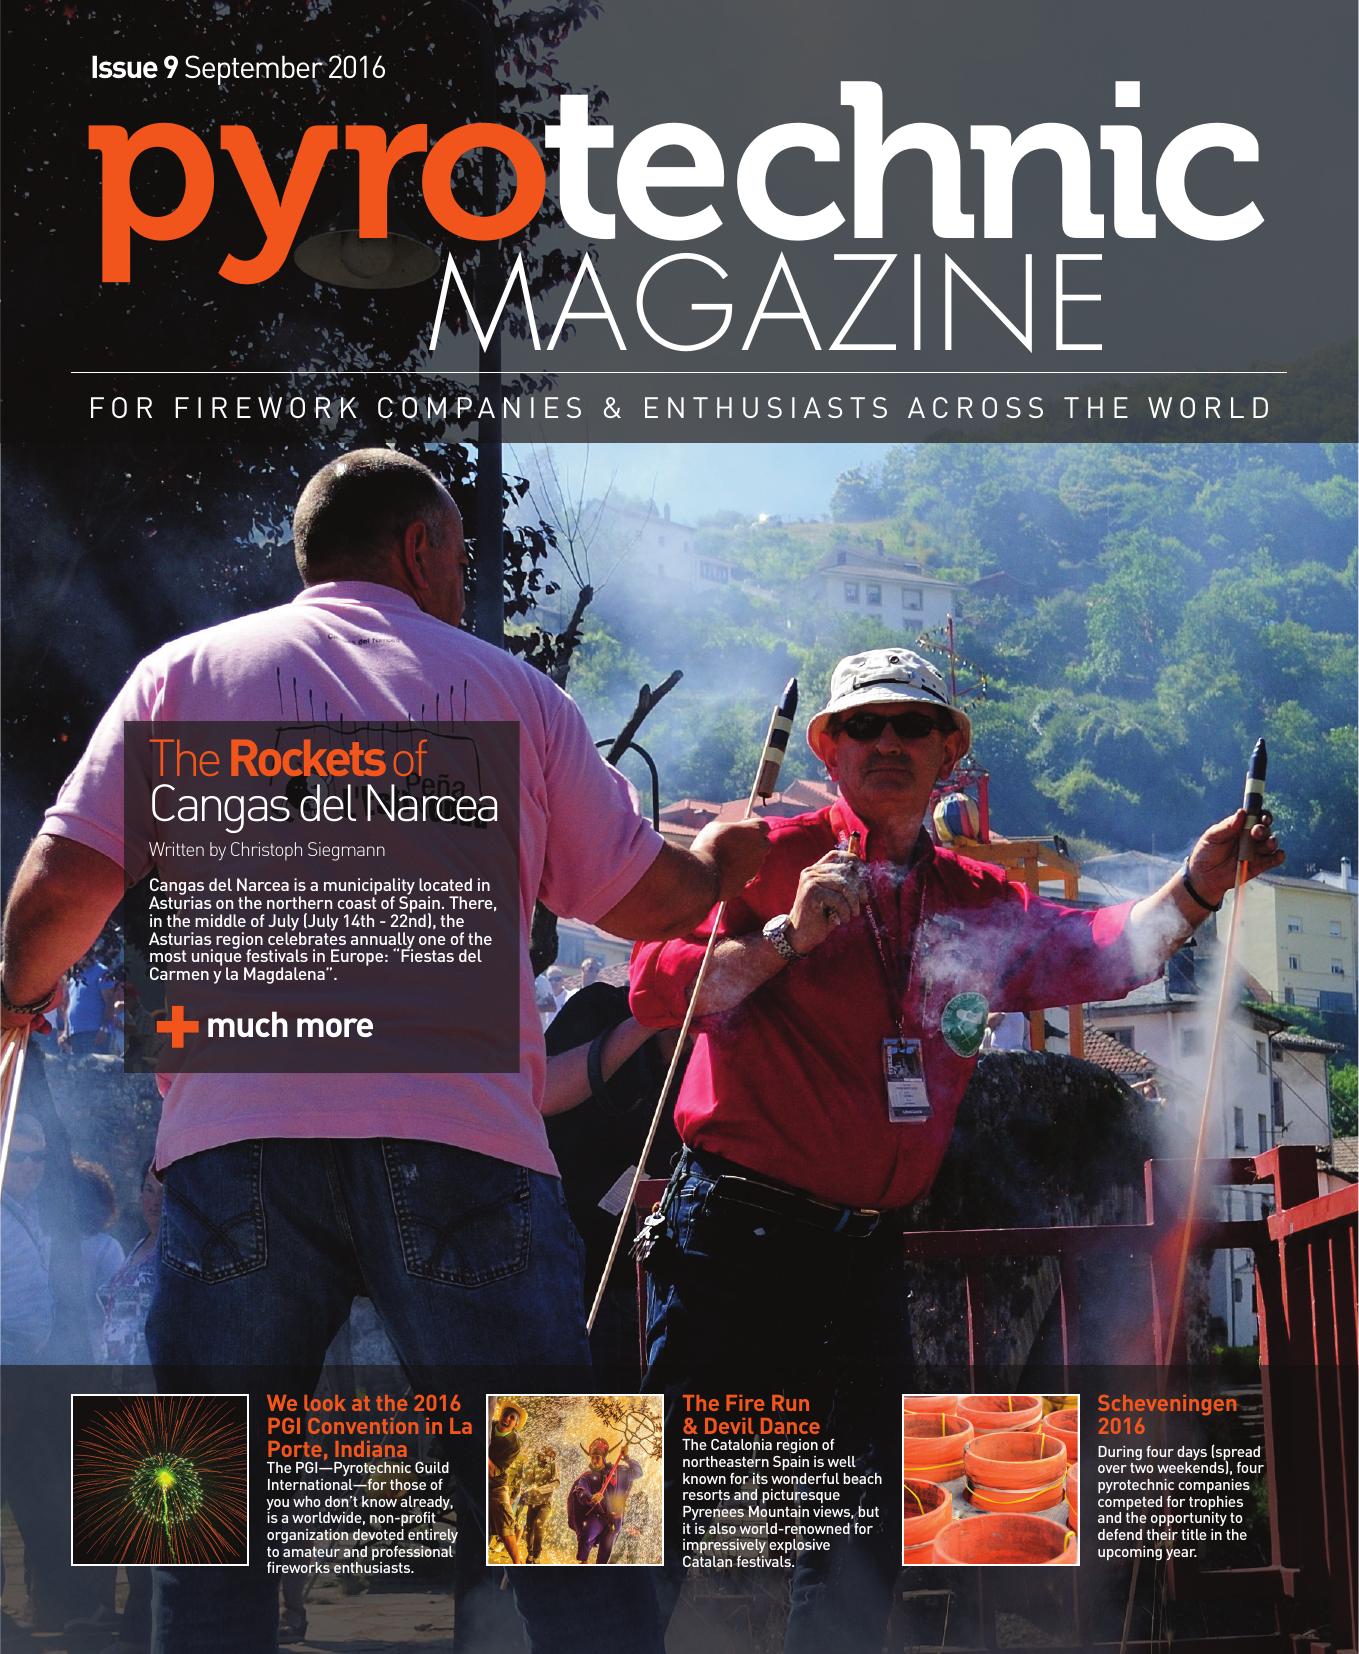 Issue 9 September 2016
pyrotechnic
MAGAZINE
FOR FIREWORK COMPANIES & ENTHUSIASTS ACROSS THE WORLD
The Rockets of
Cangas del Narcea
Written by Christoph Siegmann
Cangas del Narcea is a municipality located in
Asturias on the northern coast of Spain. There,
in the middle of July (July 14th - 22nd), the
Asturias region celebrates annually one of the
most unique festivals in Europe: “Fiestas del
Carmen y la Magdalena”.
+ much more
Peña
We look at the 2016
PGI Convention in La
Porte, Indiana
The PGI—Pyrotechnic Guild
International—for those of
you who don’t know already,
is a worldwide, non-profit
organization devoted entirely
to amateur and professional
fireworks enthusiasts.
The Fire Run
& Devil Dance
The Catalonia region of
northeastern Spain is well
known for its wonderful beach
resorts and picturesque
Pyrenees Mountain views, but
it is also world-renowned for
impressively explosive
Catalan festivals.
Scheveningen
2016
During four days (spread
over two weekends), four
pyrotechnic companies
competed for trophies
and the opportunity to
defend their title in the
upcoming year.